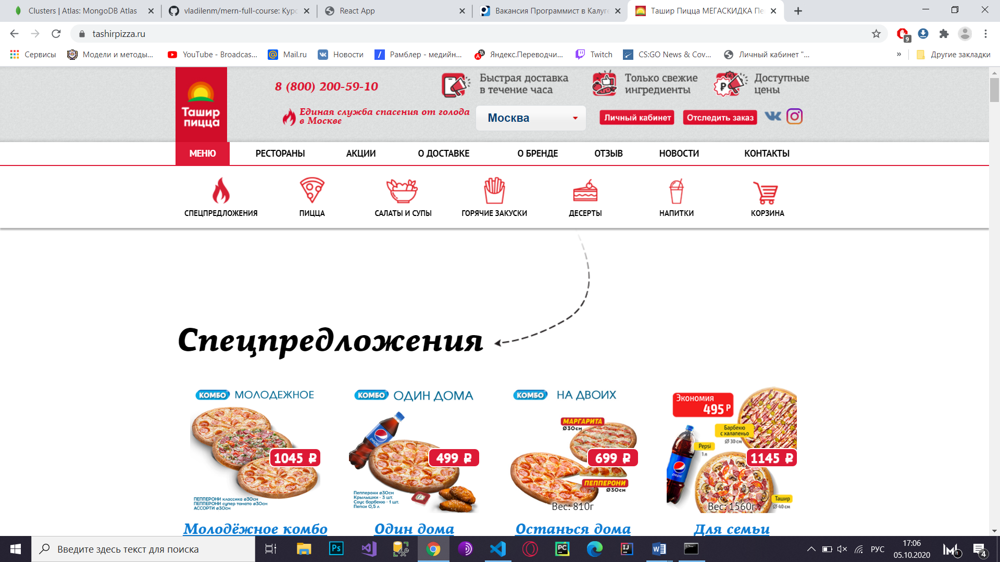 Clusters | Atlas: MongoDB Atlas
vladilenm/mern-full-course: Курс
React App
Вакансия Программист в Калуге
Ташир Пицца МЕГАСКИДКА Пе
tashirpizza.ru
9
Сервисы
Модели и методы...
YouTube - Broadcas...
Mail.ru
Новости
Рамблер - медийн...
Яндекс.Переводчи...
Twitch
CS:GO News & Cov...
Личный кабинет "...
»
Другие закладки
Ташир
пицца
8 (800) 200-59-10
Быстрая доставка
в течение часа
Только свежие
ингредиенты
Доступные
цены
Единая служба спасения от голода
в Москве
Москва
Личный кабинет
Отследить заказ
МЕНЮ
РЕСТОРАНЫ
АКЦИИ
О ДОСТАВКЕ
О БРЕНДЕ
ОТЗЫВ
НОВОСТИ
КОНТАКТЫ
СПЕЦПРЕДЛОЖЕНИЯ
ПИЦЦА
САЛАТЫ И СУПЫ
ГОРЯЧИЕ ЗАКУСКИ
ДЕСЕРТЫ
НАПИТКИ
КОРЗИНА
Спецпредложения
КОМБО МОЛОДЕЖНОЕ
1045 ₽
ПЕППЕРОНИ классика ø30см
ПЕППЕРОНИ супер томато ø30см
АССОРТИ ø30см
Молодёжное комбо
КОМБО ОДИН ДОМА
pepsi
499 ₽
Пепперони ø30см
Крылышки - 3 шт.
Соус барбекю - 1 шт.
Пепси 0,5 л
Один дома
КОМБО НА ДВОИХ
МАРГАРИТА
Ø30см
699 ₽
ПЕППЕРОНИ
Ø30см
Вес: 810г
Останься дома
Экономия
495 Р
Барбекю
с халапеньо
Ø 30 см
Pepsi
1 л
pepsi
1145 ₽
Ташир
Ø 40 см
Вес: 1560г
Для семьи
Введите здесь текст для поиска
Ps
PC
IJ
РУС
17:06
05.10.2020
1
4